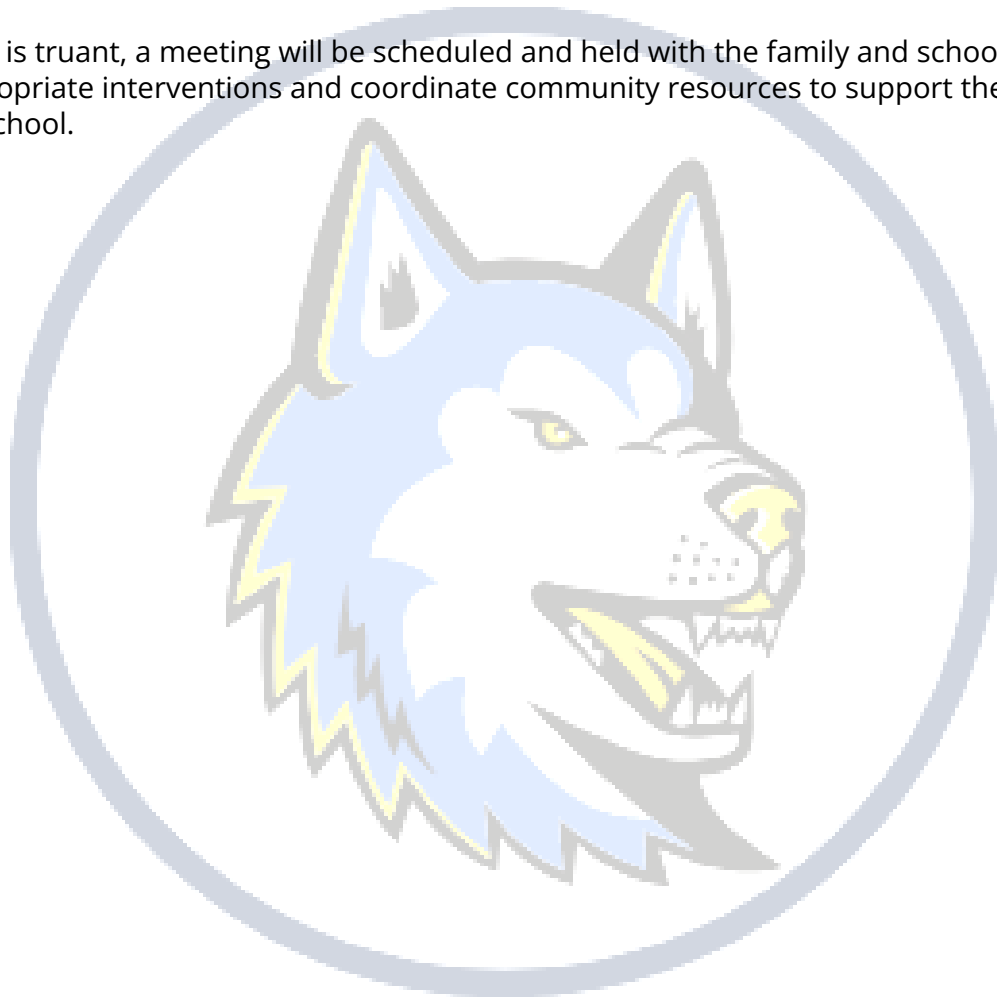 is truant, a meeting will be scheduled and held with the family and schoo
opriate interventions and coordinate community resources to support the
chool.